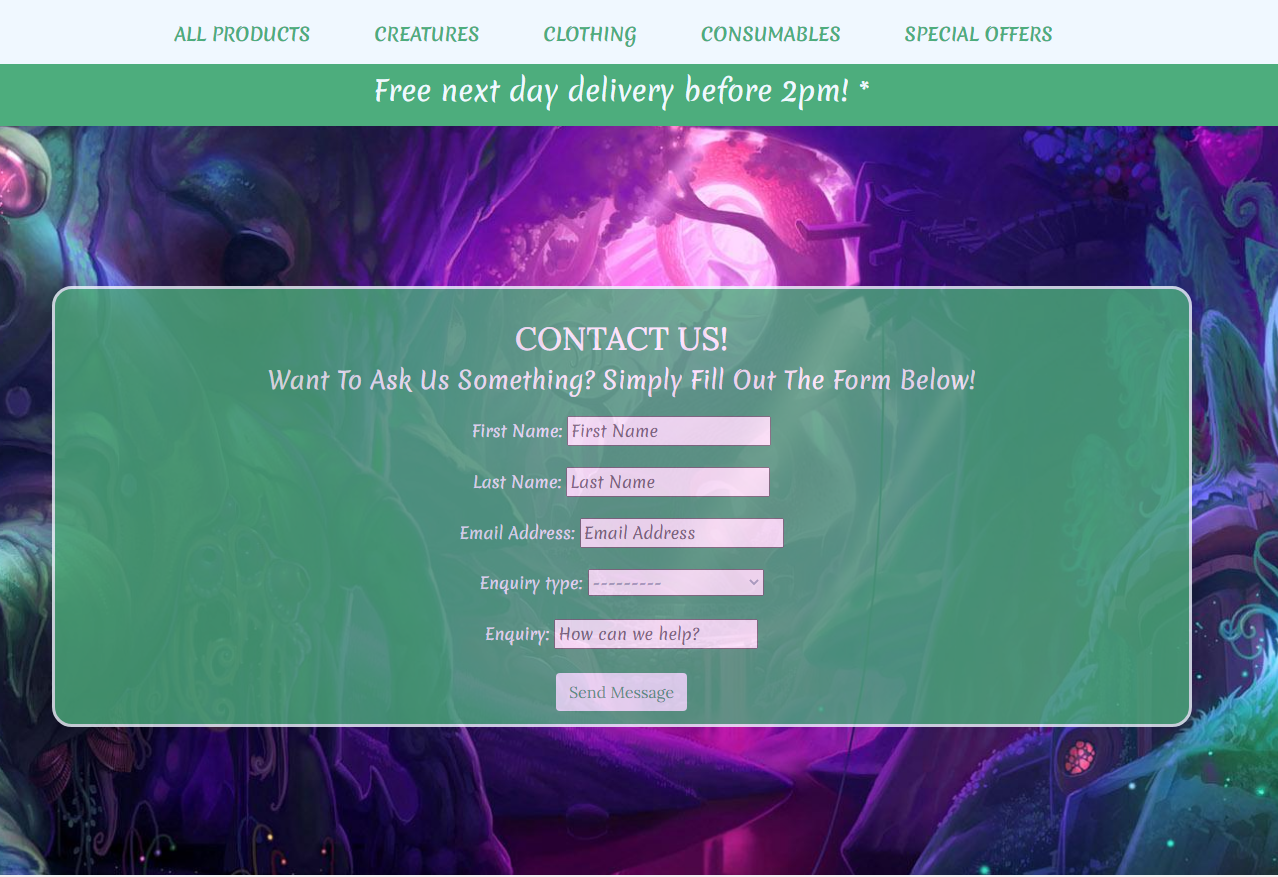 ALL PRODUCTS CREATURES CLOTHING CONSUMABLES SPECIAL OFFERS
Free next day delivery before 2pm! *
CONTACT US!
Want To Ask Us Something? Simply Fill Out The Form Below!
First Name: First Name
Last Name: Last Name
Email Address: Email Address
Enquiry type: ---------
Enquiry: How can we help?
Send Message